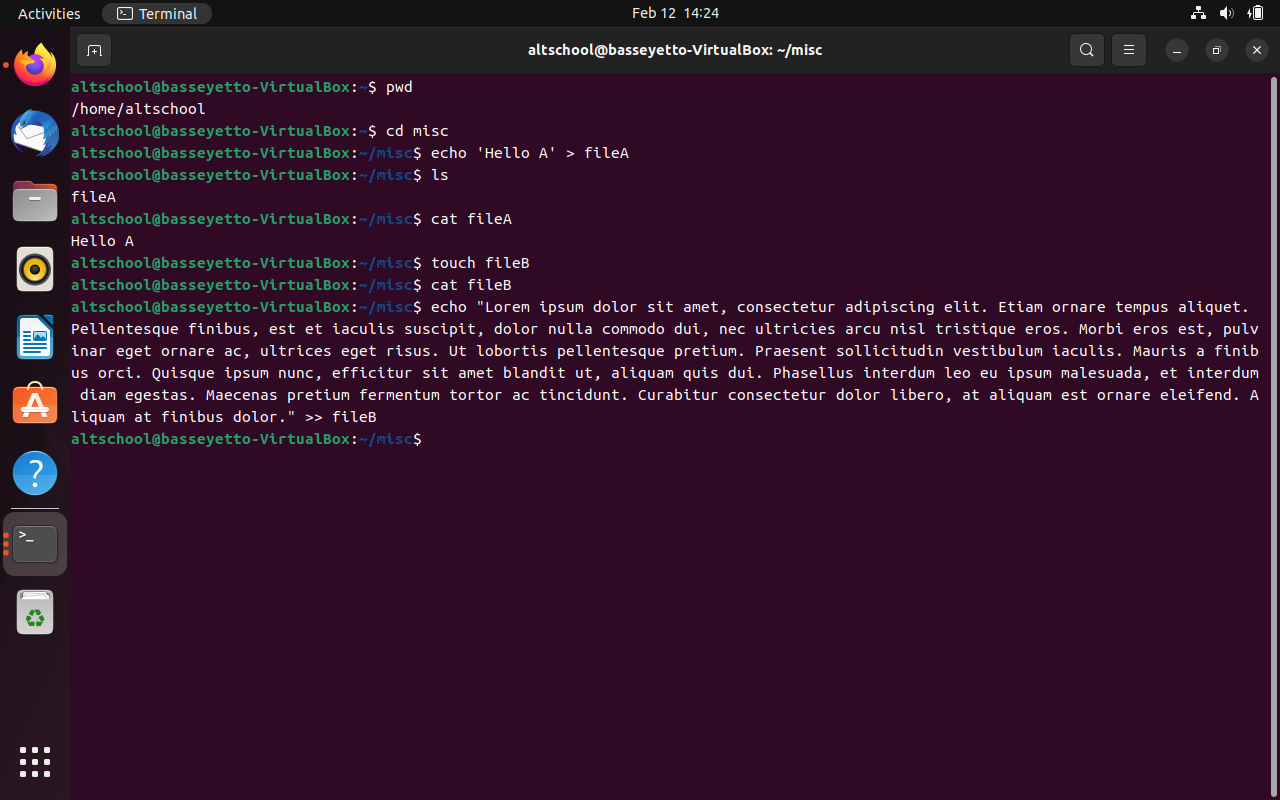 Activities
Terminal
Feb 12 14:24
altschool@basseyetto-VirtualBox: ~/misc
altschool@basseyetto-VirtualBox:~$ pwd
/home/altschool
altschool@basseyetto-VirtualBox:~$ cd misc
altschool@basseyetto-VirtualBox:~/misc$ echo 'Hello A' > fileA
altschool@basseyetto-VirtualBox:~/misc$ ls
fileA
altschool@basseyetto-VirtualBox:~/misc$ cat fileA
Hello A
altschool@basseyetto-VirtualBox:~/misc$ touch fileB
altschool@basseyetto-VirtualBox:~/misc$ cat fileB
altschool@basseyetto-VirtualBox:~/misc$ echo "Lorem ipsum dolor sit amet, consectetur adipiscing elit. Etiam ornare tempus aliquet.
Pellentesque finibus, est et iaculis suscipit, dolor nulla commodo dui, nec ultricies arcu nisl tristique eros. Morbi eros est, pulv
inar eget ornare ac, ultrices eget risus. Ut lobortis pellentesque pretium. Praesent sollicitudin vestibulum iaculis. Mauris a finib
us orci. Quisque ipsum nunc, efficitur sit amet blandit ut, aliquam quis dui. Phasellus interdum leo eu ipsum malesuada, et interdum
 diam egestas. Maecenas pretium fermentum tortor ac tincidunt. Curabitur consectetur dolor libero, at aliquam est ornare eleifend. A
liquam at finibus dolor." >> fileB
altschool@basseyetto-VirtualBox:~/misc$